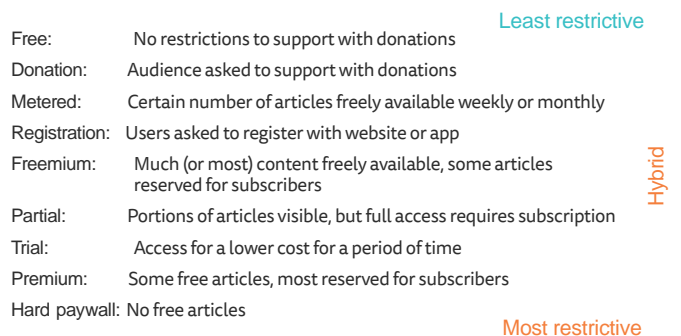 Least restrictive
Free: No restrictions to support with donations
Donation: Audience asked to support with donations
Metered: Certain number of articles freely available weekly or monthly
Registration: Users asked to register with website or app
Freemium: Much (or most) content freely available, some articles
reserved for subscribers
Hybrid
Partial: Portions of articles visible, but full access requires subscription
Trial: Access for a lower cost for a period of time
Premium: Some free articles, most reserved for subscribers
Hard paywall: No free articles
Most restrictive